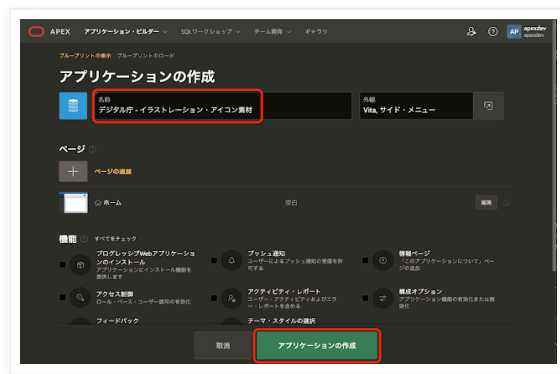 APEX アプリケーション・ビルダー SQLワークショップ チーム開発 ギャラリ AP apexdev
apexdev
ブループリントの表示 ブループリントのロード
アプリケーションの作成
名前
デジタル庁 - イラストレーション・アイコン素材
外観
Vita, サイド・メニュー
ページ
ページの追加
ホーム 空白 編集
機能 すべてをチェック
プログレッシブWebアプリケーションのインストール
アプリケーションにインストール機能を提供します
プッシュ通知
ユーザーによるプッシュ通知の受信を許可する
情報ページ
「このアプリケーションについて」ページの追加
アクセス制御
ロール・ベース・ユーザー認可の有効化
アクティビティ・レポート
ユーザー・アクティビティおよびエラー・レポートを含める
構成オプション
アプリケーション機能の有効化または無効化
フィードバック
テーマ・スタイルの選択
取消 アプリケーションの作成